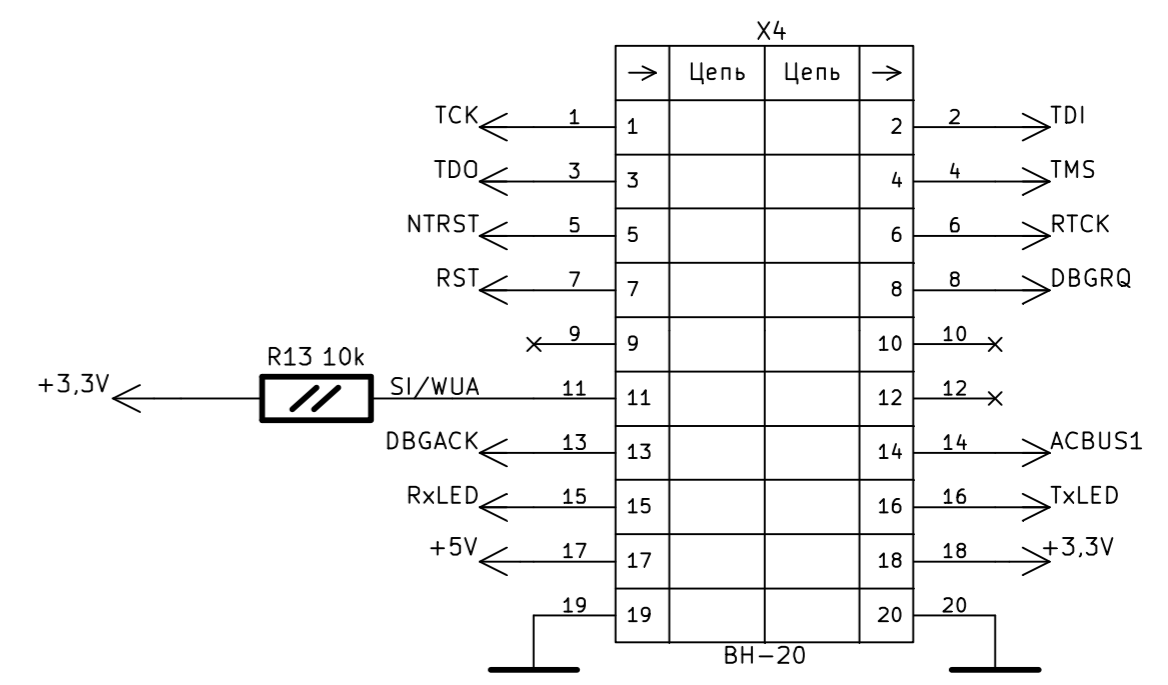 X4
→ Цепь Цепь →
TCK 1 1 2 2 TDI
TDO 3 3 4 4 TMS
NTRST 5 5 6 6 RTCK
RST 7 7 8 8 DBGRQ
9 9 10 10
R13 10k
+3,3V SI/WUA 11 11 12 12
DBGACK 13 13 14 14 ACBUS1
RxLED 15 15 16 16 TxLED
+5V 17 17 18 18 +3,3V
19 19 20 20
BH-20